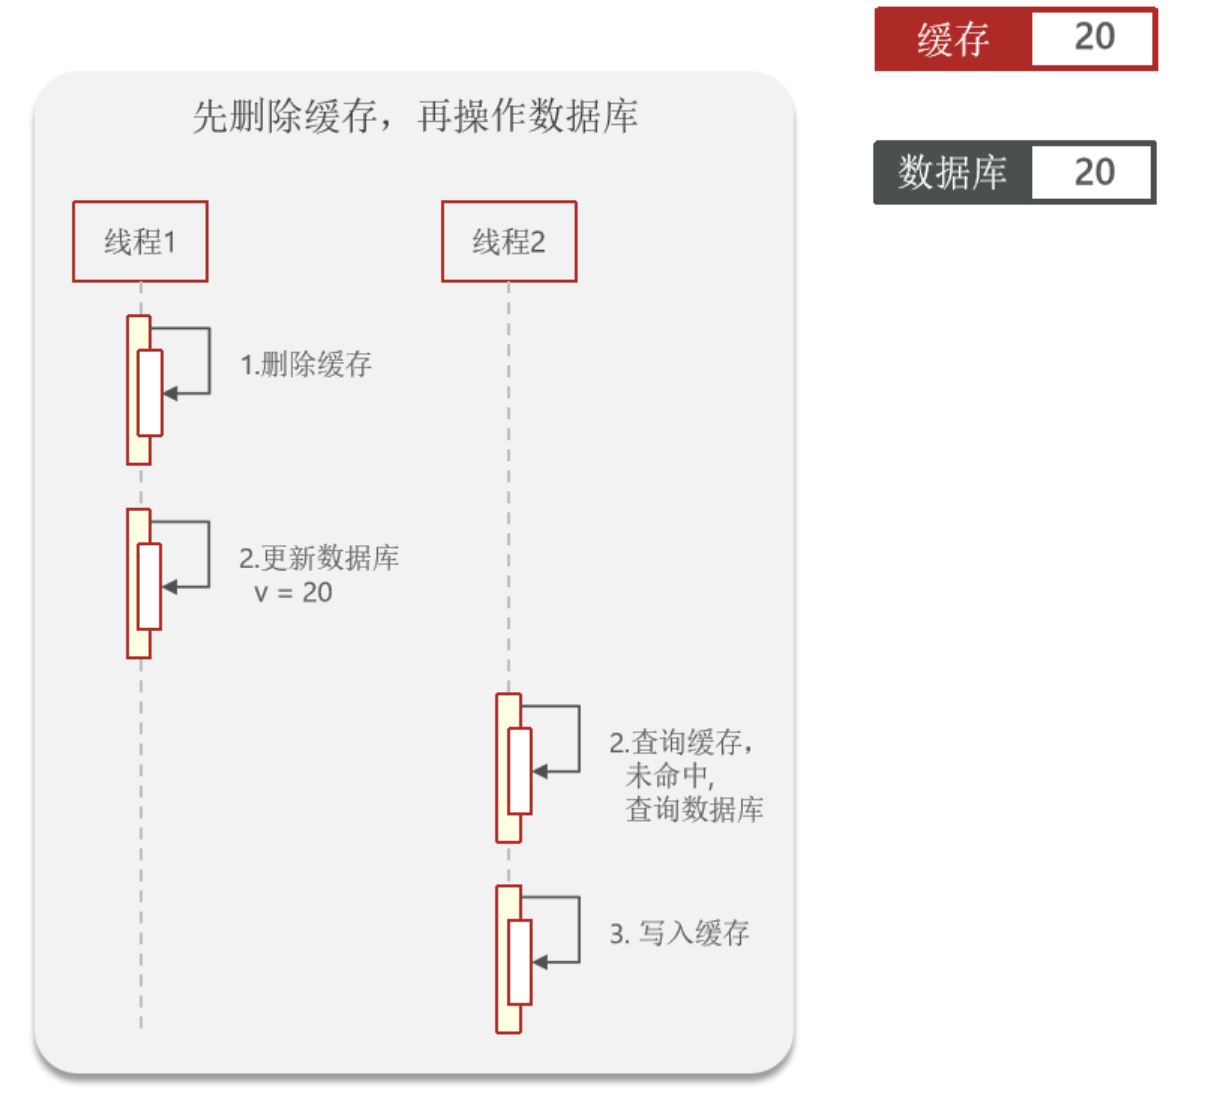 缓存 20
先删除缓存，再操作数据库
数据库 20
线程1
线程2
1.删除缓存
2.更新数据库
v = 20
2.查询缓存，
未命中,
查询数据库
3. 写入缓存